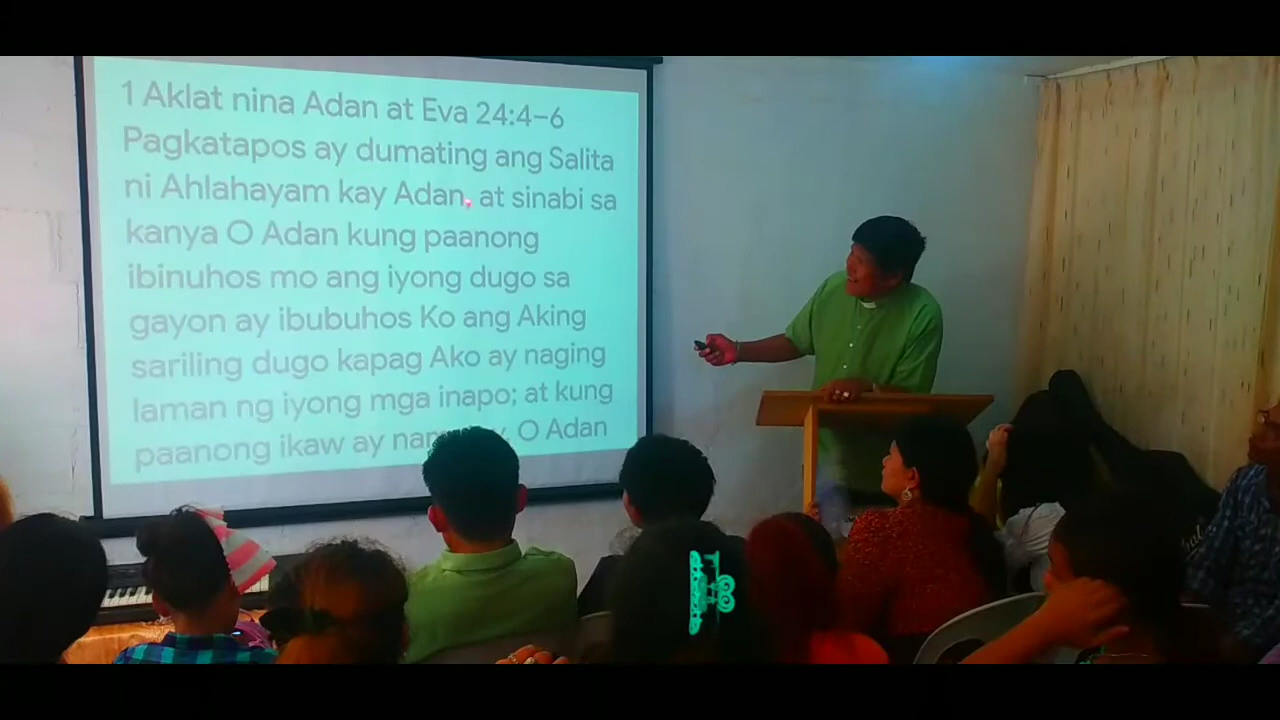 1 Aklat nina Adan at Eva 24:4–6
Pagkatapos ay dumating ang Salita
ni Ahlahayam kay Adan, at sinabi sa
kanya O Adan kung paanong
ibinuhos mo ang iyong dugo sa
gayon ay ibubuhos Ko ang Aking
sariling dugo kapag Ako ay naging
laman ng iyong mga inapo; at kung
paanong ikaw ay O Adan